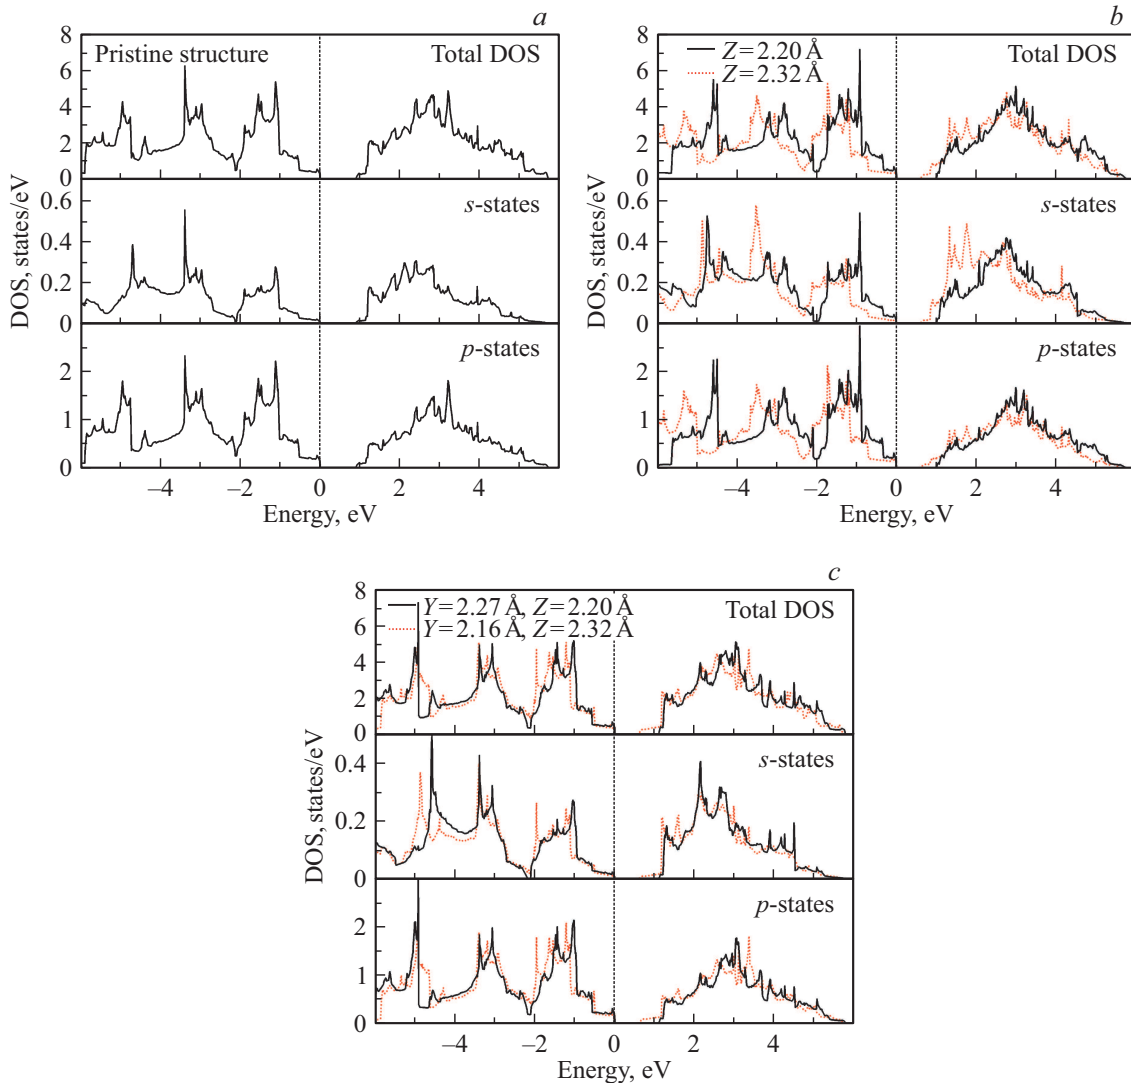 a
Pristine structure
Total DOS
8
6
4
2
0
s-states
0.6
0.4
0.2
0
p-states
2
1
0
DOS, states/eV
−4 −2 0 2 4
Energy, eV
b
Z=2.20 Å
Z=2.32 Å
Total DOS
8
6
4
2
0
s-states
0.6
0.4
0.2
0
p-states
2
1
0
DOS, states/eV
−4 −2 0 2 4
Energy, eV
c
Y=2.27 Å, Z=2.20 Å
Y=2.16 Å, Z=2.32 Å
Total DOS
8
6
4
2
0
s-states
0.4
0.2
0
p-states
2
1
0
DOS, states/eV
−4 −2 0 2 4
Energy, eV